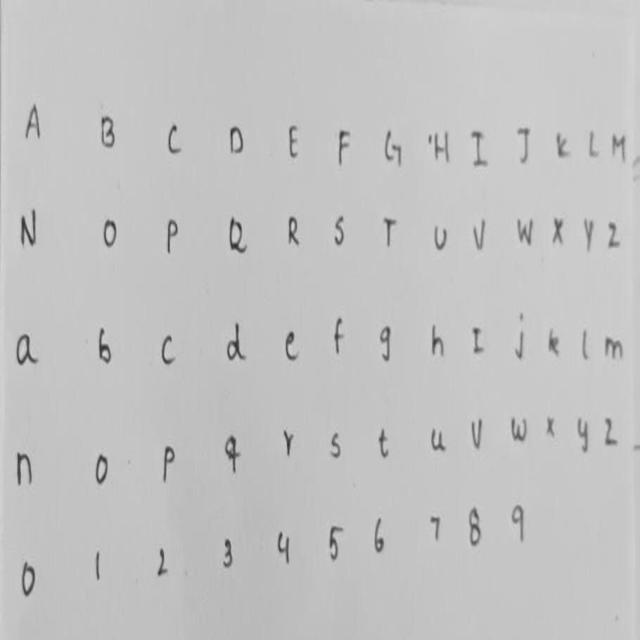 A B C D E F G H I J K L M
N O P Q R S T U V W X Y Z
a b c d e f g h I j k l m
n o p q r s t u v w x y z
0 1 2 3 4 5 6 7 8 9